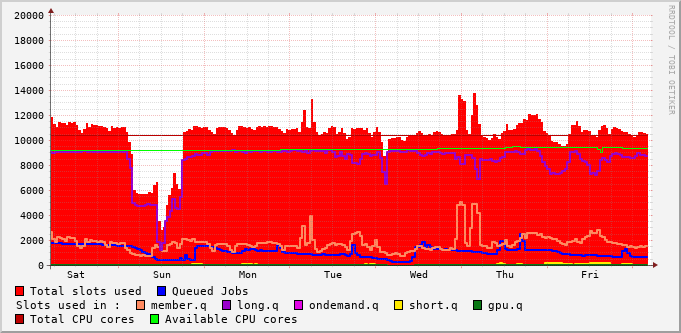 RRDTOOL / TOBI OETIKER
20000
18000
16000
14000
12000
10000
8000
6000
4000
2000
0
Sat Sun Mon Tue Wed Thu Fri
Total slots used Queued Jobs
Slots used in : member.q long.q ondemand.q short.q gpu.q
Total CPU cores Available CPU cores